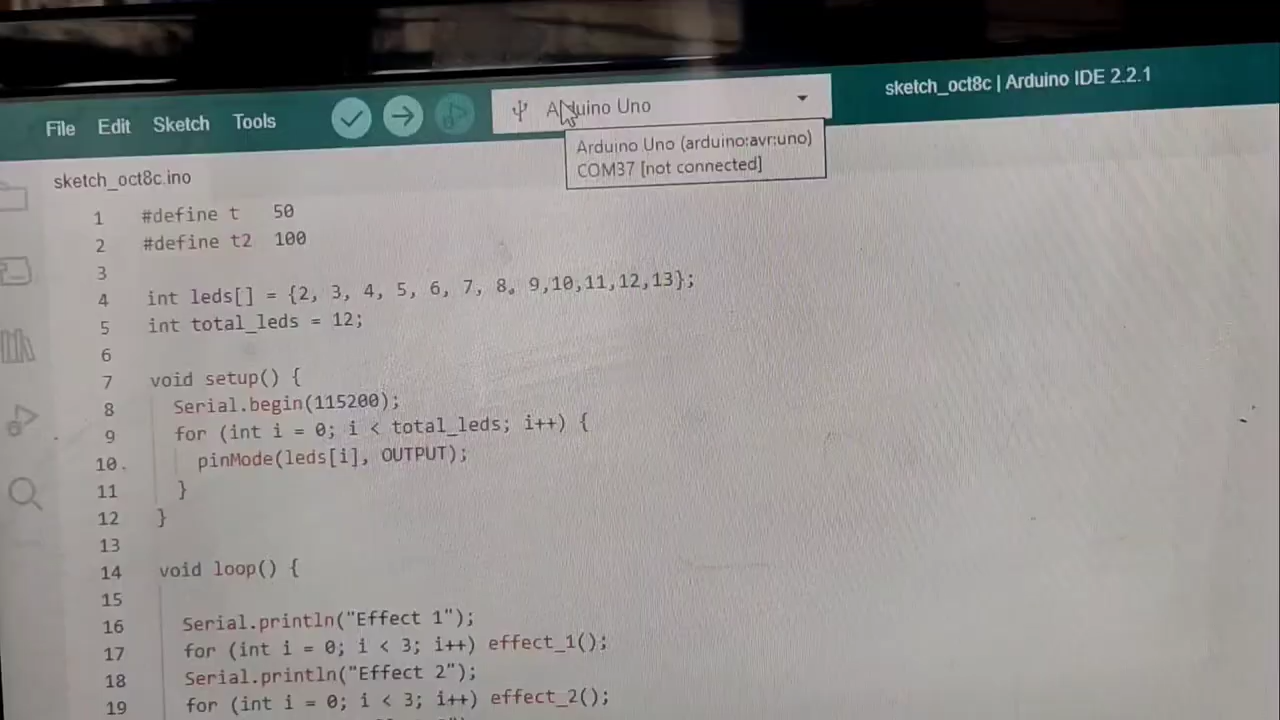 sketch_oct8c | Arduino IDE 2.2.1
File Edit Sketch Tools
Arduino Uno
Arduino Uno (arduino:avr:uno)
COM37 [not connected]
sketch_oct8c.ino
1 #define t 50
2 #define t2 100
3
4 int leds[] = {2, 3, 4, 5, 6, 7, 8, 9,10,11,12,13};
5 int total_leds = 12;
6
7 void setup() {
8 Serial.begin(115200);
9 for (int i = 0; i < total_leds; i++) {
10 pinMode(leds[i], OUTPUT);
11 }
12 }
13
14 void loop() {
15
16 Serial.println("Effect 1");
17 for (int i = 0; i < 3; i++) effect_1();
18 Serial.println("Effect 2");
19 for (int i = 0; i < 3; i++) effect_2();